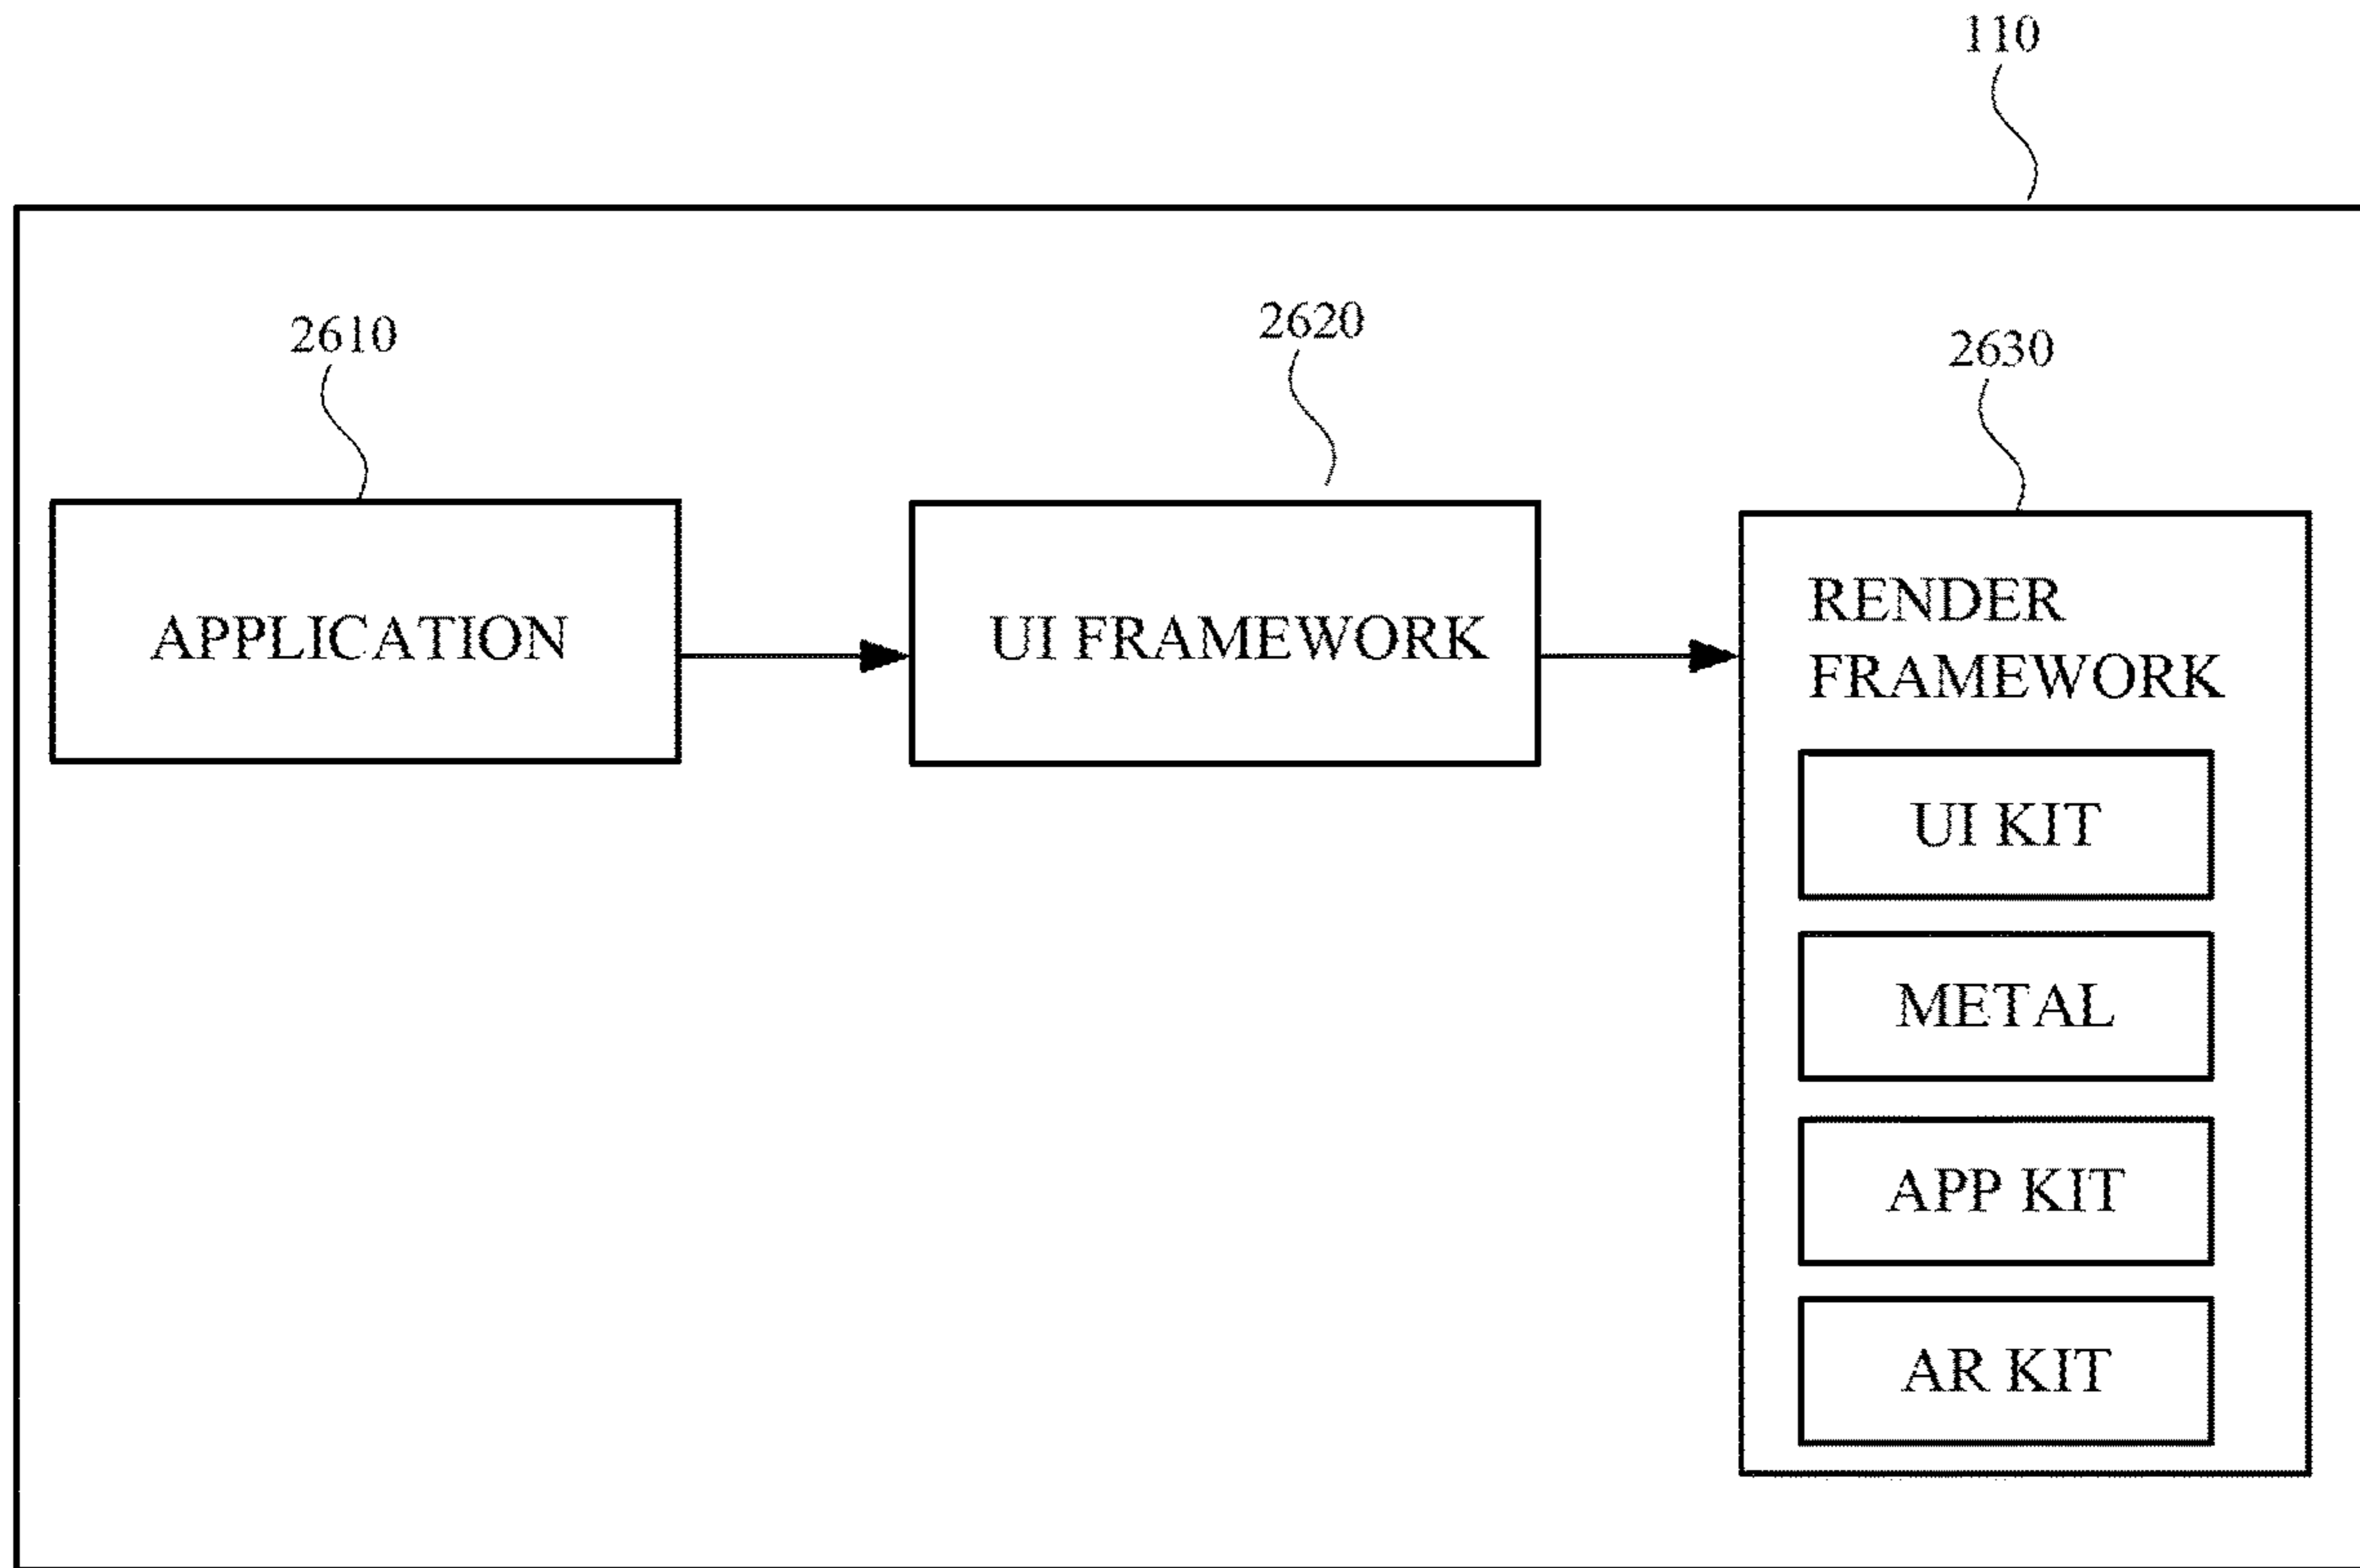 110
2610
2620
2630
APPLICATION
UI FRAMEWORK
RENDER
FRAMEWORK
UI KIT
METAL
APP KIT
AR KIT